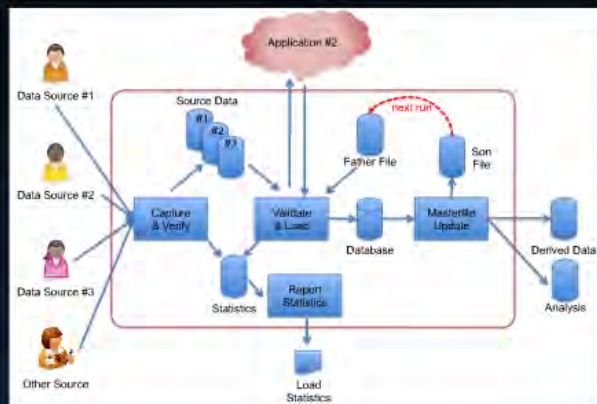 Application #2
Data Source #1
Source Data
#1
#2
#3
next run
Father File
Son
File
Data Source #2
Capture
& Verify
Validate
& Load
Database
Masterfile
Update
Derived Data
Data Source #3
Statistics
Report
Statistics
Analysis
Other Source
Load
Statistics